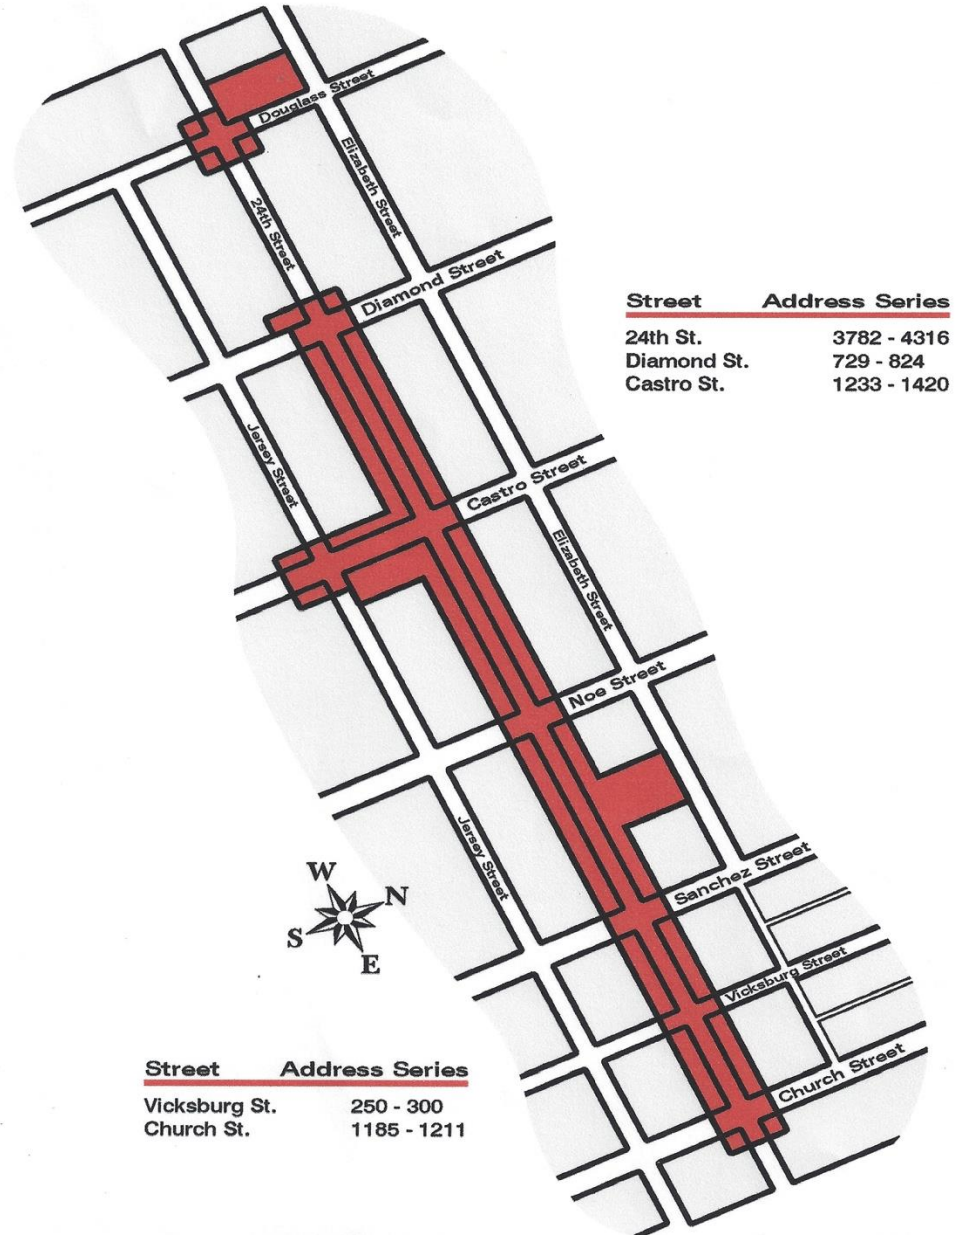 Douglass Street
Elizabeth Street
24th Street
Diamond Street
Street Address Series
24th St. 3782 - 4316
Diamond St. 729 - 824
Castro St. 1233 - 1420
Jersey Street
Castro Street
Elizabeth Street
Noe Street
Jersey Street
Sanchez Street
W
N
S
E
Vicksburg Street
Church Street
Street Address Series
Vicksburg St. 250 - 300
Church St. 1185 - 1211